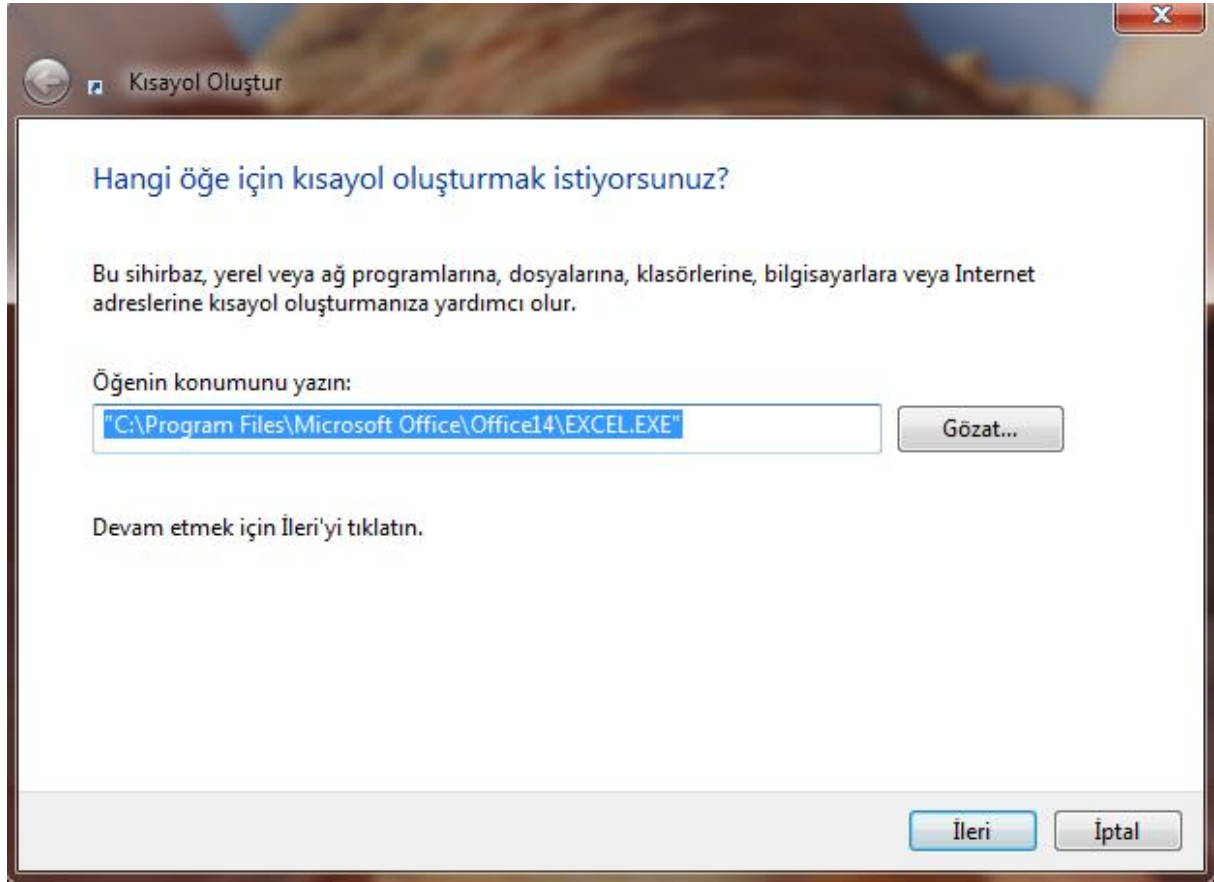 Kısayol Oluştur
Hangi öğe için kısayol oluşturmak istiyorsunuz?
Bu sihirbaz, yerel veya ağ programlarına, dosyalarına, klasörlerine, bilgisayarlara veya Internet
adreslerine kısayol oluşturmanıza yardımcı olur.
Öğenin konumunu yazın:
"C:\Program Files\Microsoft Office\Office14\EXCEL.EXE"
Gözat...
Devam etmek için İleri'yi tıklatın.
İleri
İptal